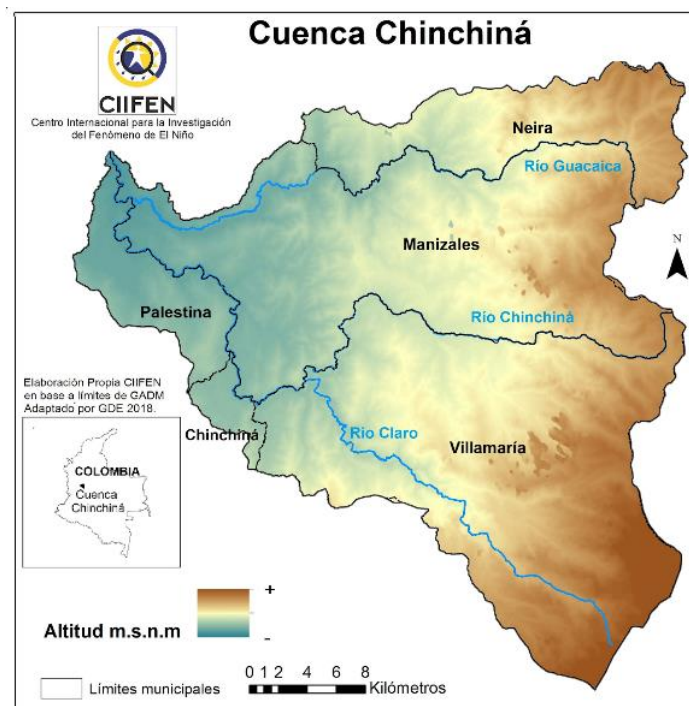 Cuenca Chinchiná
CIIFEN
Centro Internacional para la Investigación
del Fenómeno de El Niño
Neira
Río Guacaica
N
Manizales
Palestina
Río Chinchiná
Elaboración Propia CIIFEN
en base a límites de GADM
Adaptado por GDE 2018.
Chinchiná
Río Claro
Villamaría
COLOMBIA
Cuenca
Chinchiná
+
-
Altitud m.s.n.m
Límites municipales
0 1 2 4 6 8
Kilómetros